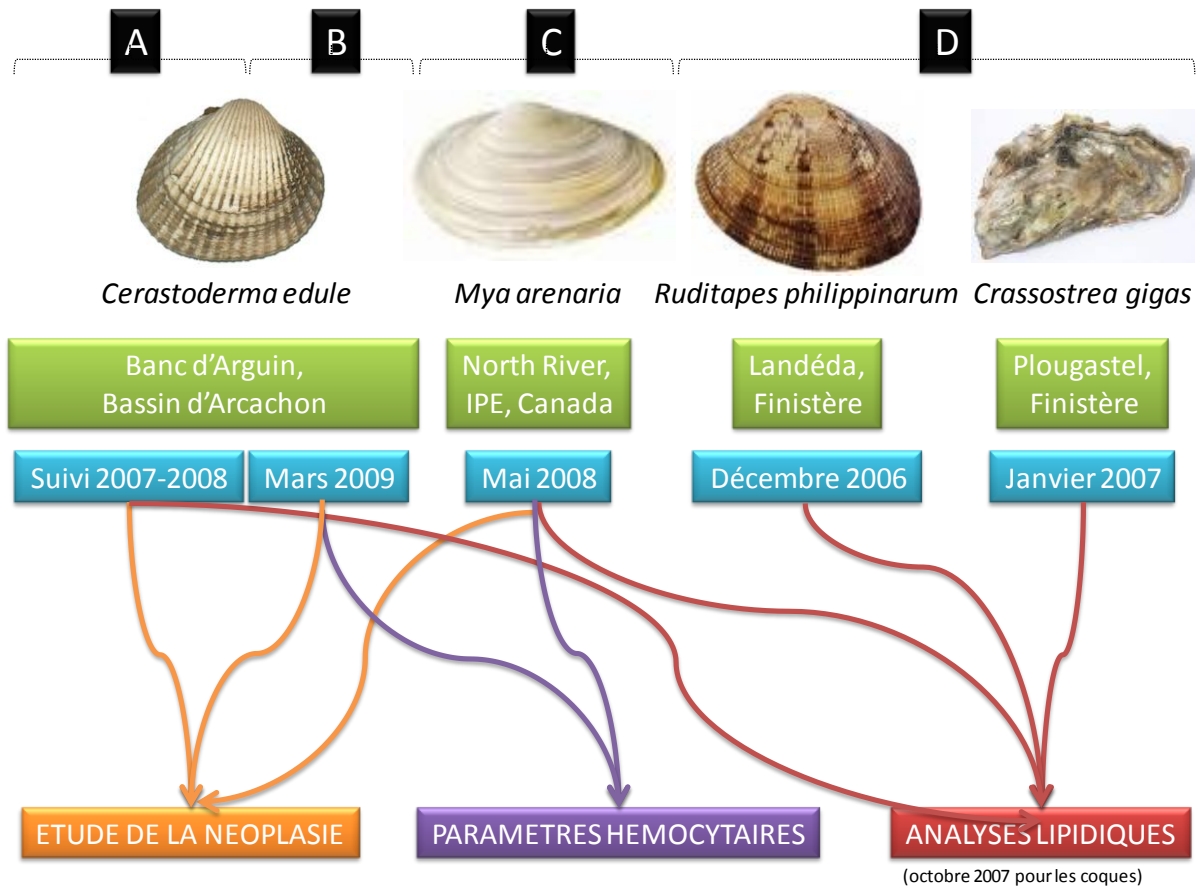 A
B
C
D
Cerastoderma edule
Mya arenaria
Ruditapes philippinarum
Crassostrea gigas
Banc d'Arguin,
Bassin d'Arcachon
North River,
IPE, Canada
Landéda,
Finistère
Plougastel,
Finistère
Suivi 2007-2008
Mars 2009
Mai 2008
Décembre 2006
Janvier 2007
ETUDE DE LA NEOPLASIE
PARAMETRES HEMOCYTAIRES
ANALYSES LIPIDIQUES
(octobre 2007 pour les coques)